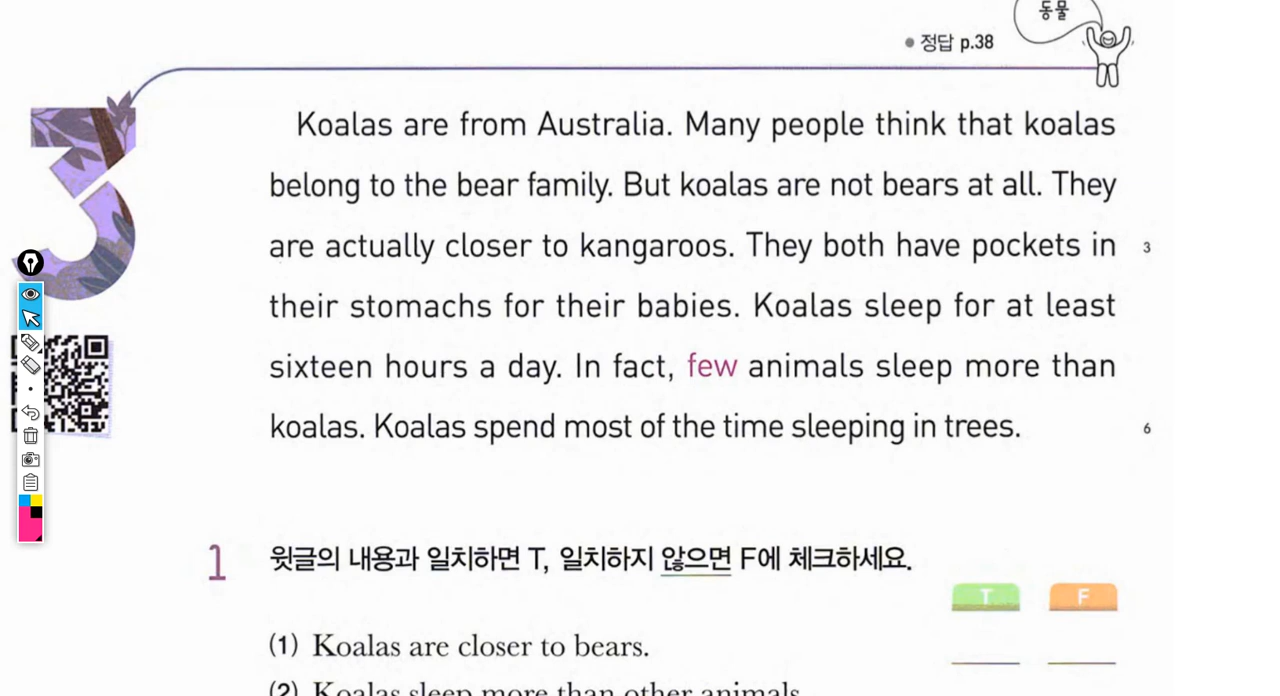 동물
정답 p.38
3
Koalas are from Australia. Many people think that koalas
belong to the bear family. But koalas are not bears at all. They
are actually closer to kangaroos. They both have pockets in 3
their stomachs for their babies. Koalas sleep for at least
sixteen hours a day. In fact, few animals sleep more than
koalas. Koalas spend most of the time sleeping in trees. 6
1 윗글의 내용과 일치하면 T, 일치하지 않으면 F에 체크하세요.
T F
(1) Koalas are closer to bears.
(2) Koalas sleep more than other animals.